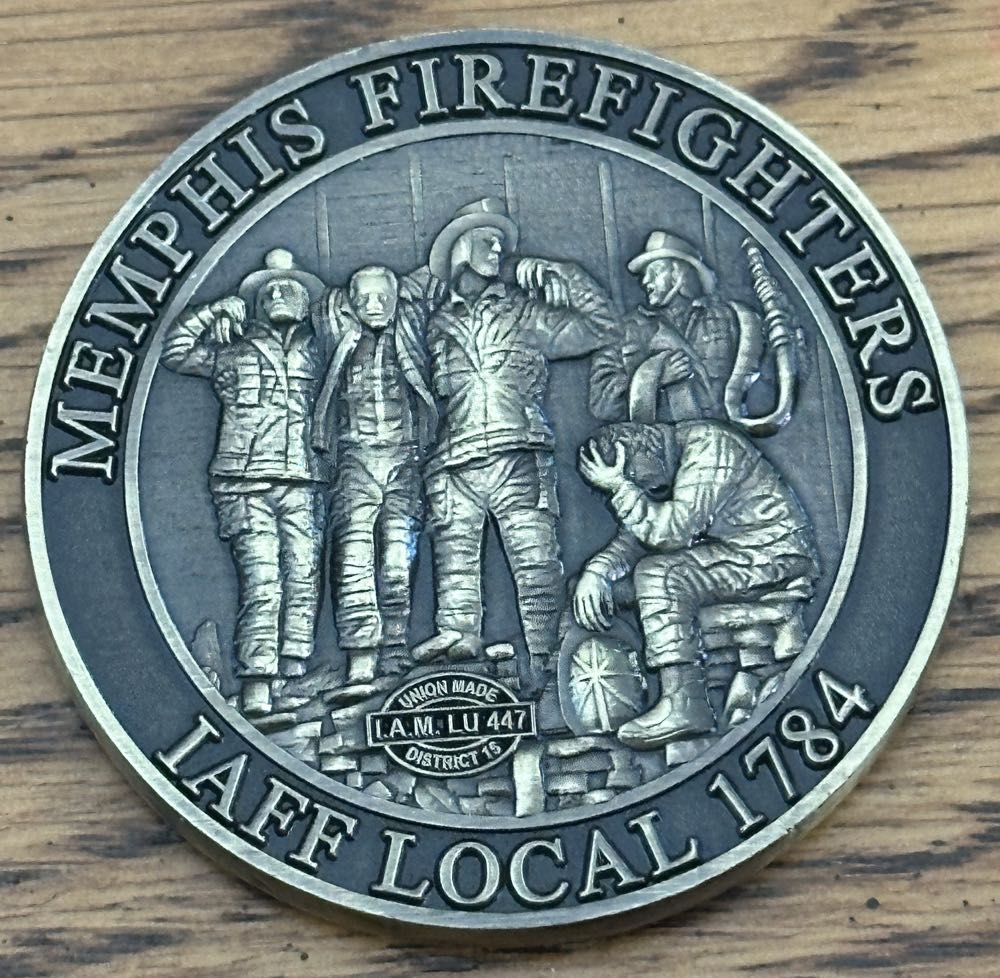 MEMPHIS FIREFIGHTERS
UNION MADE
I.A.M. LU 447
DISTRICT 15
IAFF LOCAL 1784